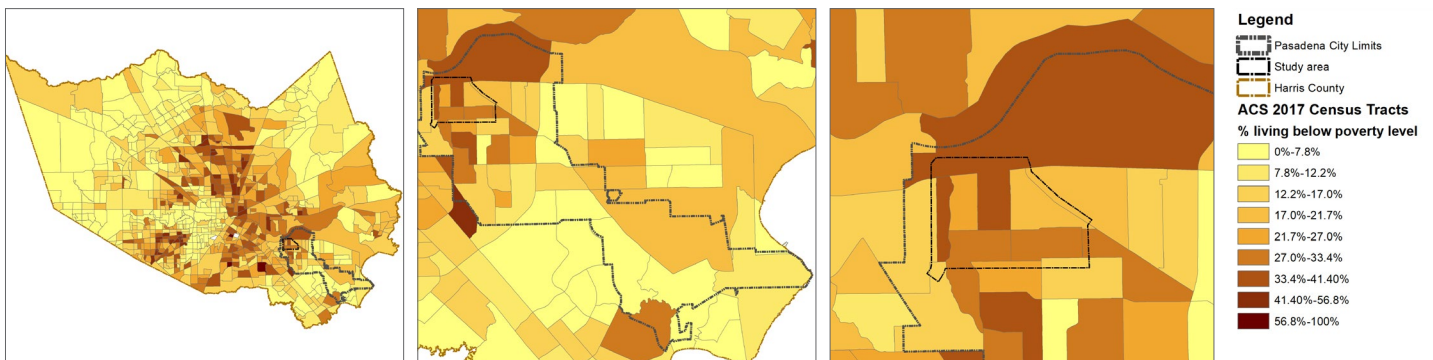 Legend
Pasadena City Limits
Study area
Harris County
ACS 2017 Census Tracts
% living below poverty level
0%-7.8%
7.8%-12.2%
12.2%-17.0%
17.0%-21.7%
21.7%-27.0%
27.0%-33.4%
33.4%-41.40%
41.40%-56.8%
56.8%-100%